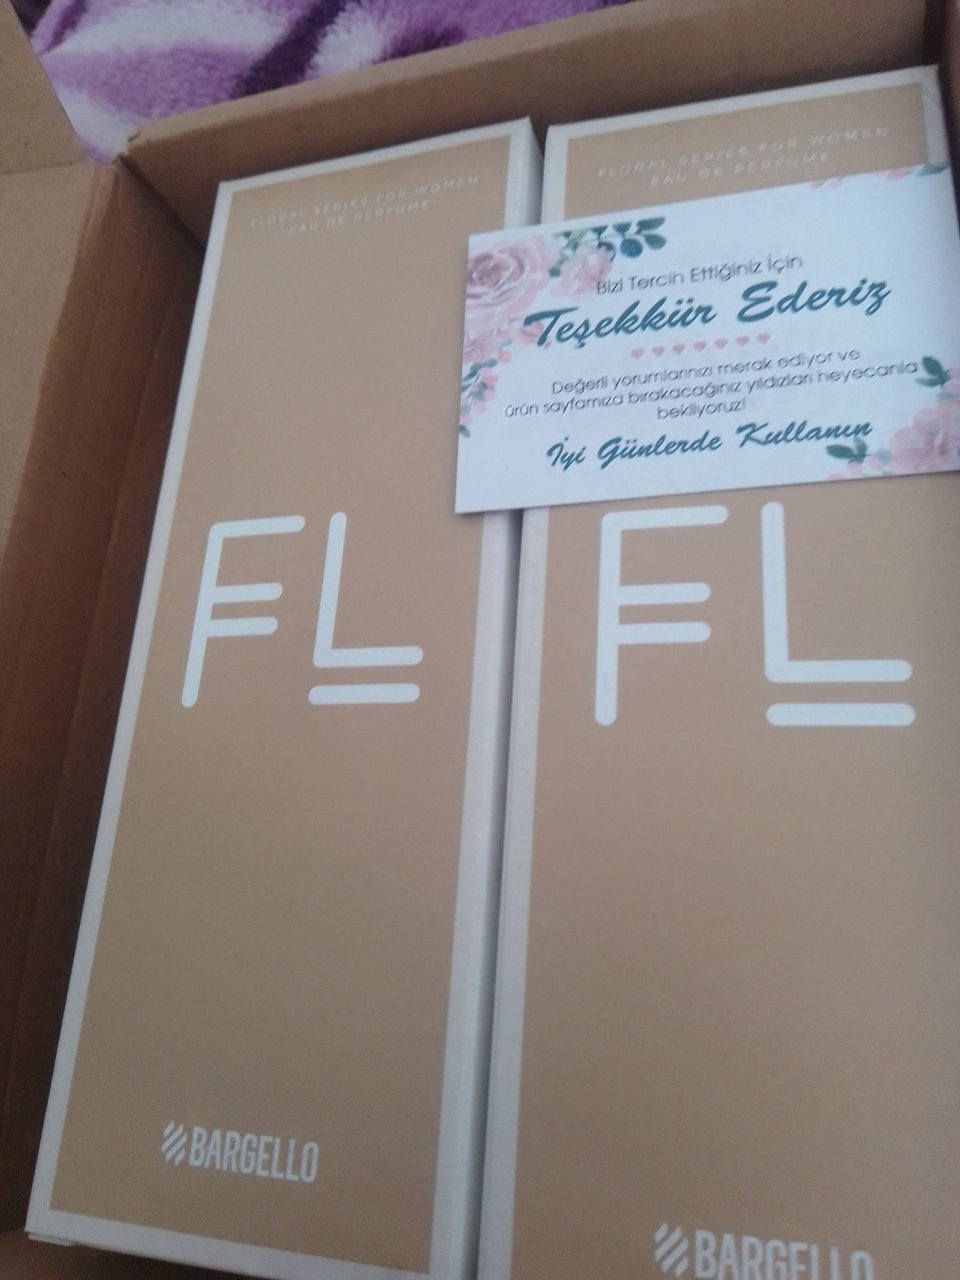 FLORAL SERIES FOR WOMEN
EAU DE PERFUME
FL
BARGELLO
FLORAL SERIES FOR WOMEN
EAU DE PERFUME
Bizi Tercih Ettiğiniz İçin
Teşekkür Ederiz
Değerli yorumlarınızı merak ediyor ve
ürün sayfamıza bırakacağınız yıldızları heyecanla
bekliyoruz!
İyi Günlerde Kullanın
FL
BARGELLO